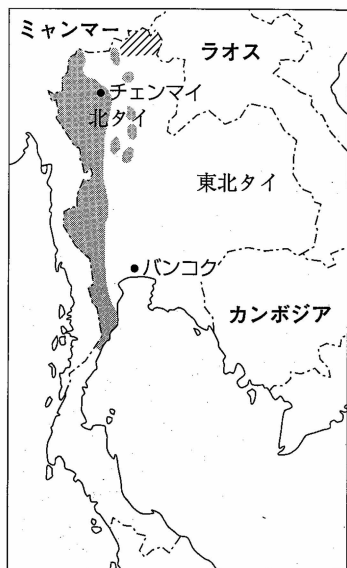 ミャンマー
ラオス
チェンマイ
北タイ
東北タイ
バンコク
カンボジア